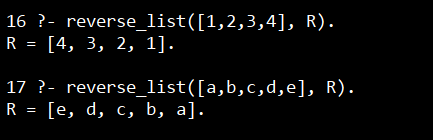 16 ?- reverse_list([1,2,3,4], R).
R = [4, 3, 2, 1].
17 ?- reverse_list([a,b,c,d,e], R).
R = [e, d, c, b, a].